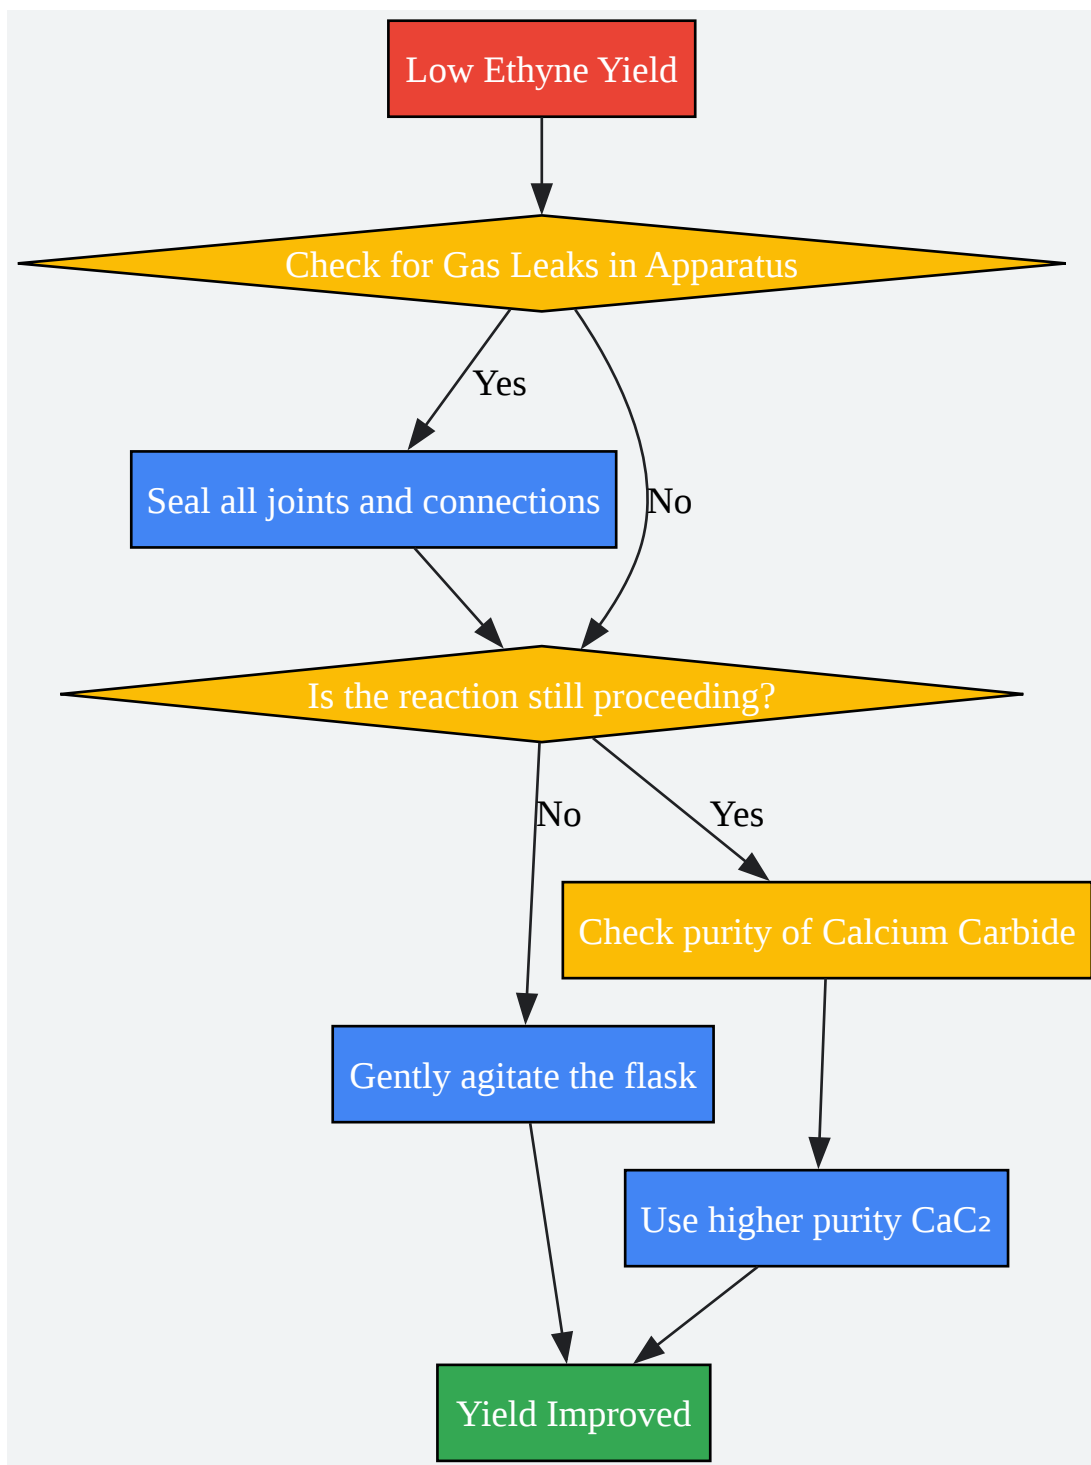 Low Ethyne Yield
Check for Gas Leaks in Apparatus
Yes
Seal all joints and connections
No
Is the reaction still proceeding?
No
Yes
Check purity of Calcium Carbide
Gently agitate the flask
Use higher purity CaC₂
Yield Improved